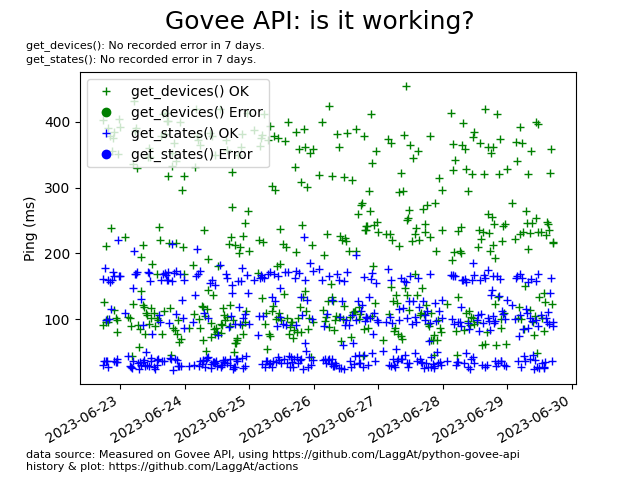 Govee API: is it working?
get_devices(): No recorded error in 7 days.
get_states(): No recorded error in 7 days.
get_devices() OK
get_devices() Error
get_states() OK
get_states() Error
Ping (ms)
400
300
200
100
2023-06-23
2023-06-24
2023-06-25
2023-06-26
2023-06-27
2023-06-28
2023-06-29
2023-06-30
data source: Measured on Govee API, using https://github.com/LaggAt/python-govee-api
history & plot: https://github.com/LaggAt/actions